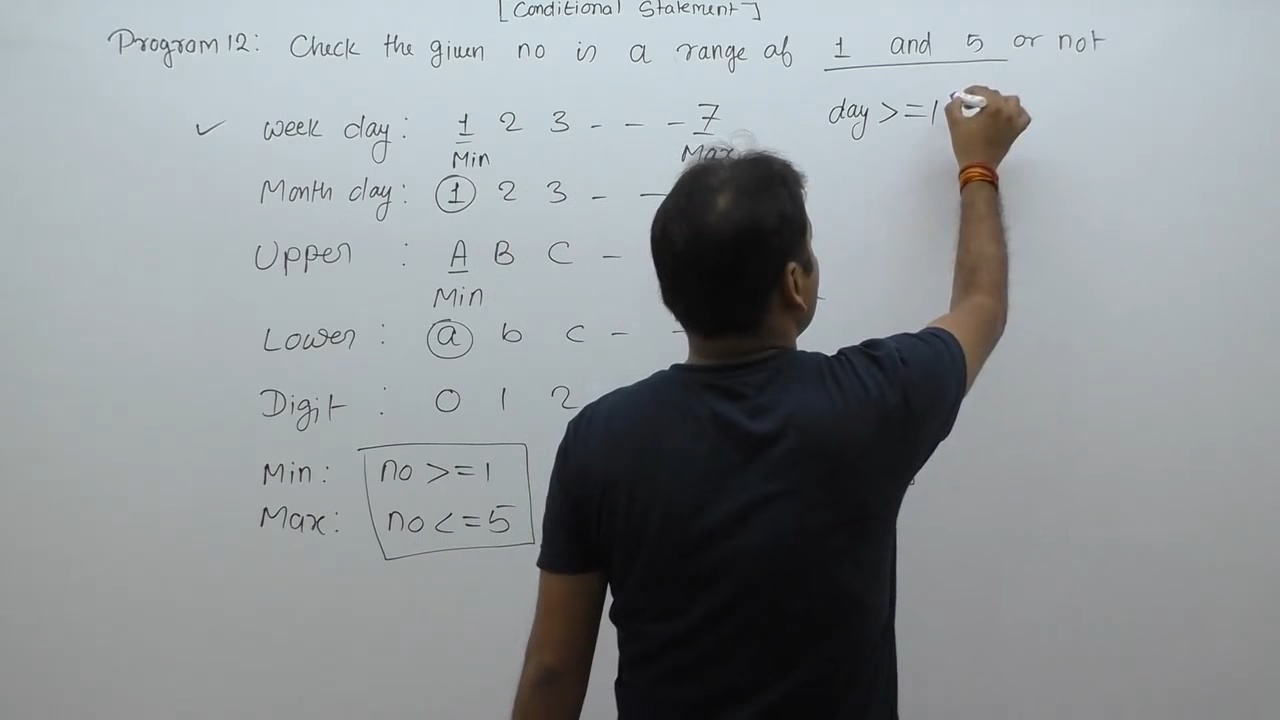 [Conditional Statement]
Program 12: Check the given no is a range of 1 and 5 or not
Week day: 1 2 3 - - - 7
Min Max
day >=1
Month day: 1 2 3 - -
Upper : A B C -
Min
Lower : a b c - -
Digit : 0 1 2
Min: no >=1
Max: no <=5